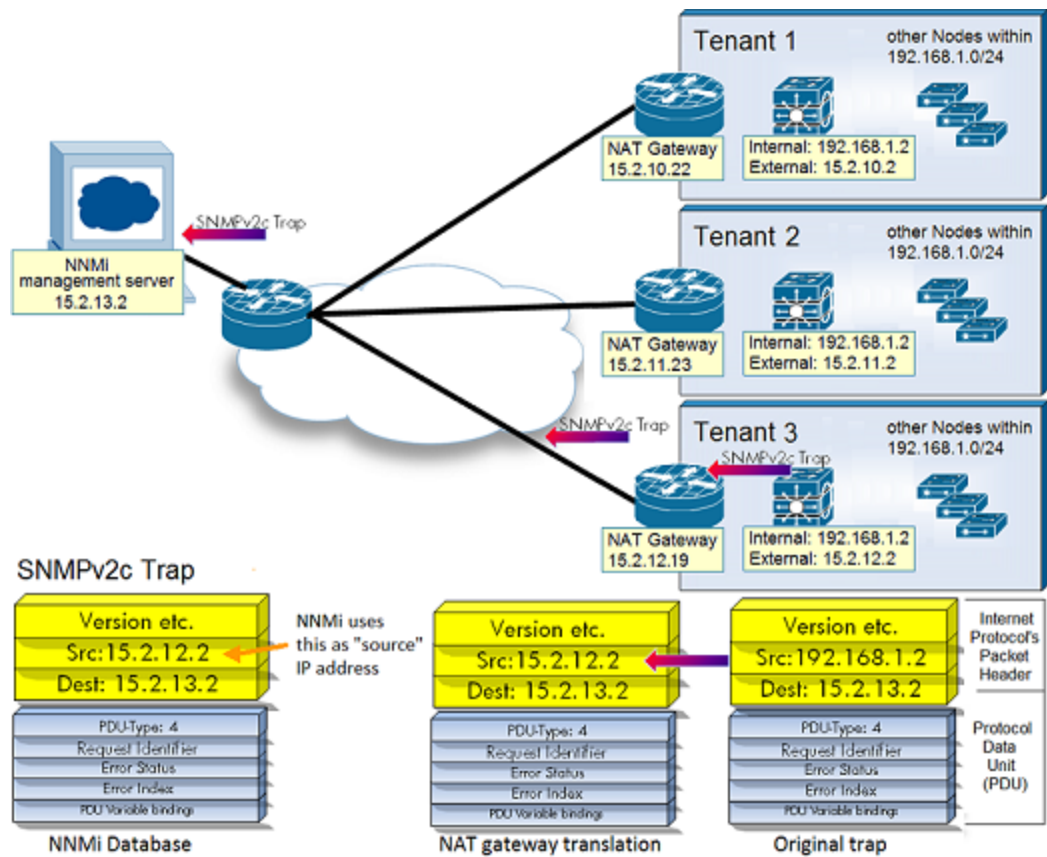 Tenant 1
other Nodes within
192.168.1.0/24
NAT Gateway
15.2.10.22
Internal: 192.168.1.2
External: 15.2.10.2
SNMPv2c Trap
NNMi
management server
15.2.13.2
Tenant 2
other Nodes within
192.168.1.0/24
NAT Gateway
15.2.11.23
Internal: 192.168.1.2
External: 15.2.11.2
SNMPv2c Trap
Tenant 3
other Nodes within
192.168.1.0/24
SNMPv2c Trap
NAT Gateway
15.2.12.19
Internal: 192.168.1.2
External: 15.2.12.2
SNMPv2c Trap
Version etc.
Src:15.2.12.2
Dest: 15.2.13.2
PDU-Type: 4
Request Identifier
Error Status
Error Index
PDU Variable bindings
NNMi Database
NNMi uses
this as "source"
IP address
Version etc.
Src:15.2.12.2
Dest: 15.2.13.2
PDU-Type: 4
Request Identifier
Error Status
Error Index
PDU Variable bindings
NAT gateway translation
Version etc.
Src:192.168.1.2
Dest: 15.2.13.2
PDU-Type: 4
Request Identifier
Error Status
Error Index
PDU Variable bindings
Original trap
Internet
Protocol's
Packet
Header
Protocol
Data
Unit
(PDU)